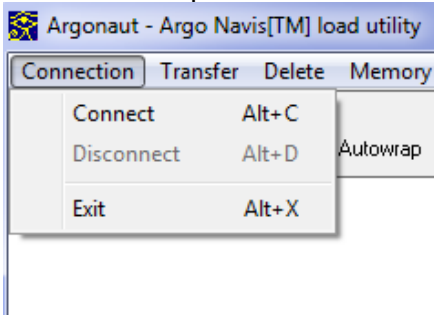 Argonaut - Argo Navis[TM] load utility
Connection Transfer Delete Memory
Connect Alt+C
Disconnect Alt+D
Autowrap
Exit Alt+X